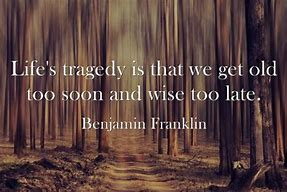 Life's tragedy is that we get old
too soon and wise too late.
Benjamin Franklin